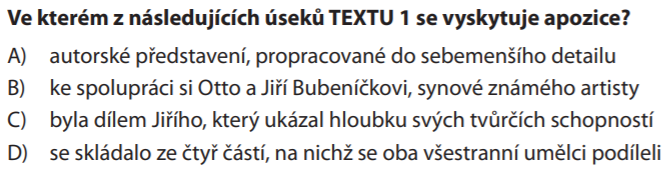 Ve kterém z následujících úseků TEXTU 1 se vyskytuje apozice?
A) autorské představení, propracované do sebemenšího detailu
B) ke spolupráci si Otto a Jiří Bubeníčkovi, synové známého artisty
C) byla dílem Jiřího, který ukázal hloubku svých tvůrčích schopností
D) se skládalo ze čtyř částí, na nichž se oba všestranní umělci podíleli